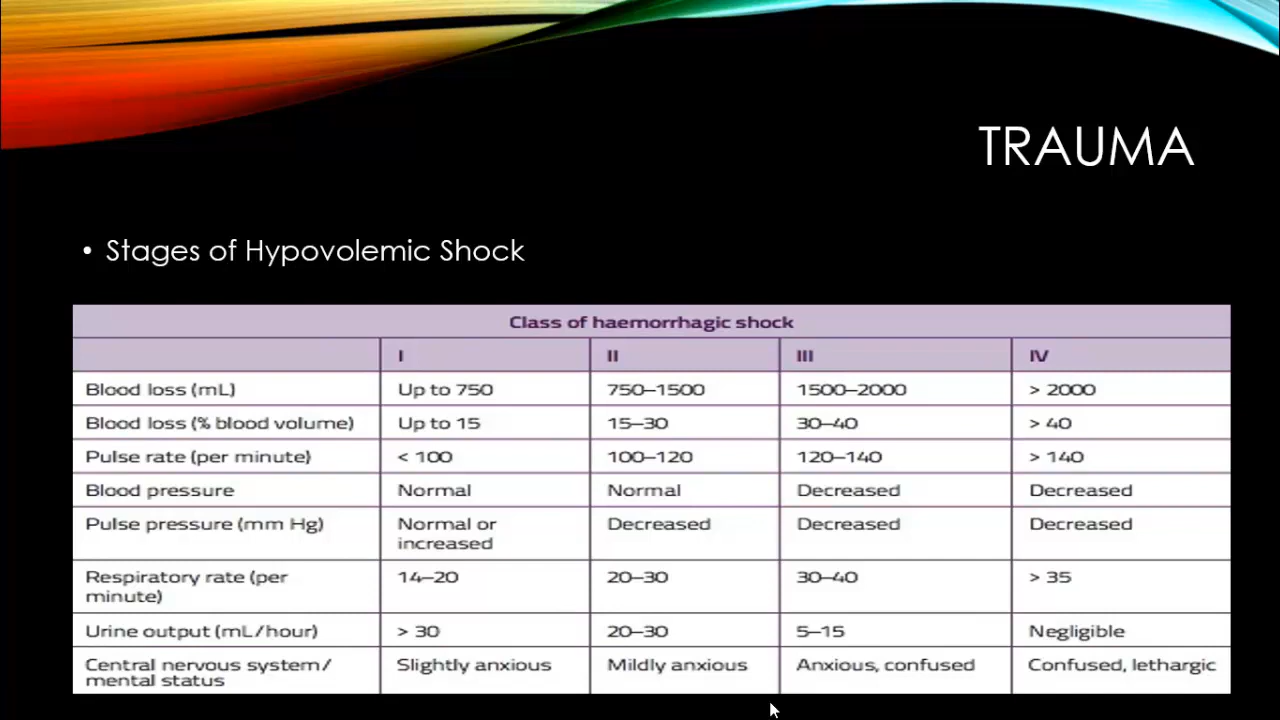 TRAUMA
• Stages of Hypovolemic Shock
Class of haemorrhagic shock
I II III IV
Blood loss (mL) Up to 750 750–1500 1500–2000 > 2000
Blood loss (% blood volume) Up to 15 15–30 30–40 > 40
Pulse rate (per minute) < 100 100–120 120–140 > 140
Blood pressure Normal Normal Decreased Decreased
Pulse pressure (mm Hg) Normal or Decreased Decreased Decreased
increased
Respiratory rate (per 14–20 20–30 30–40 > 35
minute)
Urine output (mL/hour) > 30 20–30 5–15 Negligible
Central nervous system/ Slightly anxious Mildly anxious Anxious, confused Confused, lethargic
mental status